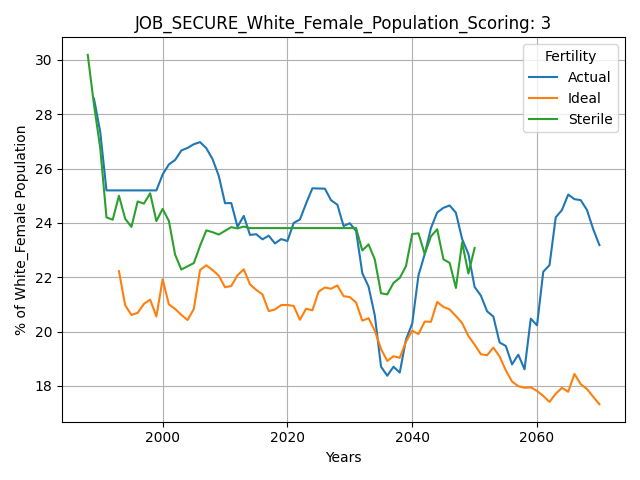 JOB_SECURE_White_Female_Population_Scoring: 3
Fertility
Actual
Ideal
Sterile
% of White_Female Population
30
28
26
24
22
20
18
2000
2020
2040
2060
Years